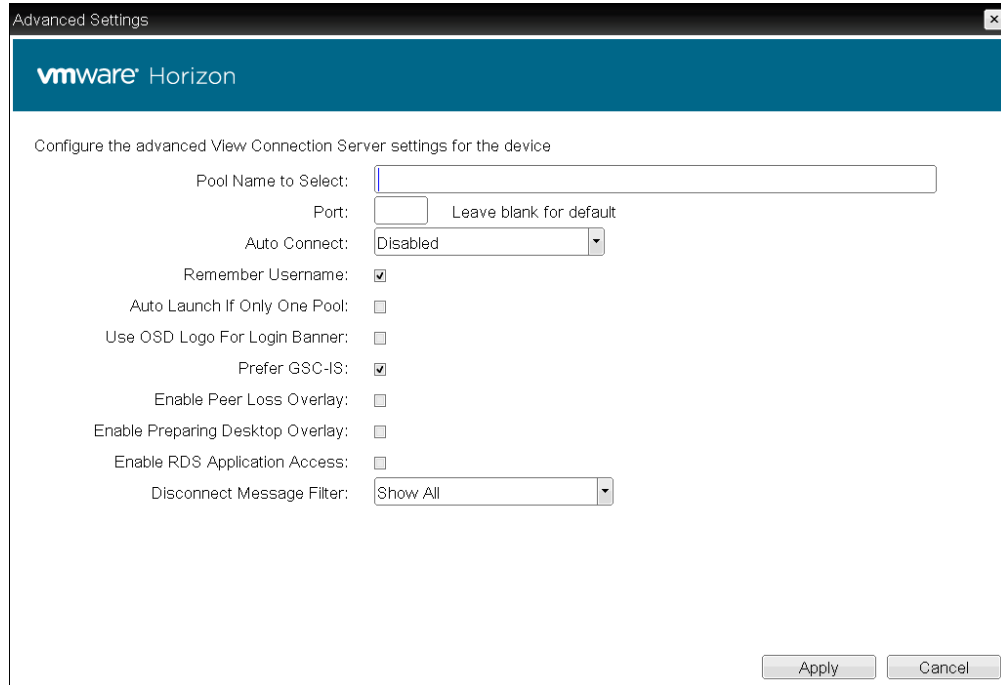 Advanced Settings
vmware Horizon
Configure the advanced View Connection Server settings for the device
Pool Name to Select:
Port: Leave blank for default
Auto Connect: Disabled
Remember Username:
Auto Launch If Only One Pool:
Use OSD Logo For Login Banner:
Prefer GSC-IS:
Enable Peer Loss Overlay:
Enable Preparing Desktop Overlay:
Enable RDS Application Access:
Disconnect Message Filter: Show All
Apply Cancel